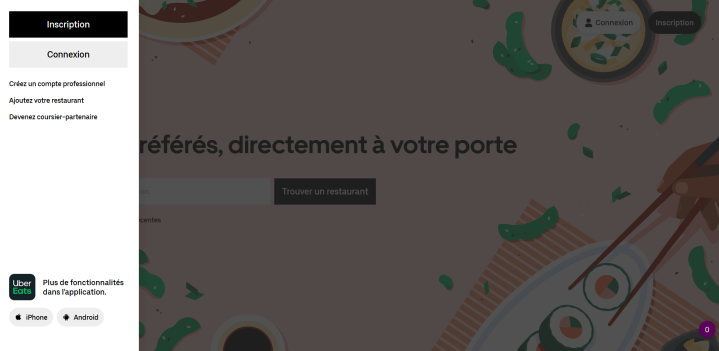 Inscription
Connexion
Créez un compte professionnel
Ajoutez votre restaurant
Devenez coursier-partenaire
Uber
Eats
Plus de fonctionnalités
dans l'application.
iPhone
Android
Connexion
Inscription
référés, directement à votre porte
Trouver un restaurant
centes
0